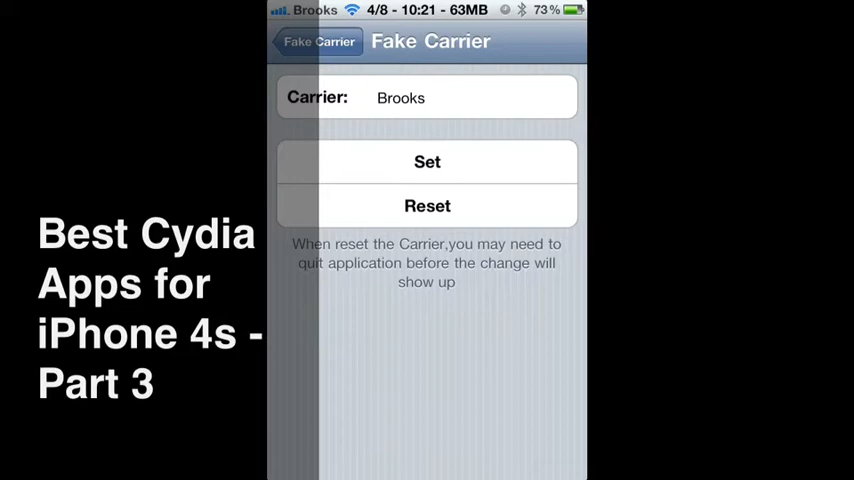 Brooks 4/8 - 10:21 - 63MB 73%
Fake Carrier Fake Carrier
Carrier: Brooks
Set
Reset
When reset the Carrier,you may need to
quit application before the change will
show up
Best Cydia
Apps for
iPhone 4s -
Part 3